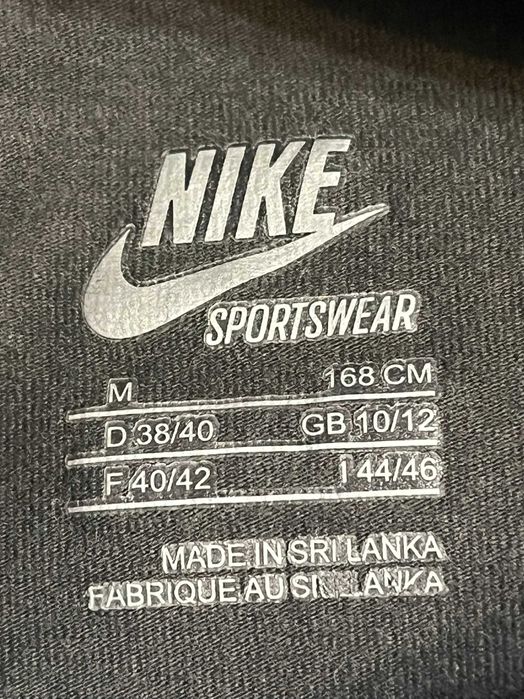 NIKE
SPORTSWEAR
M 168 CM
D 38/40 GB 10/12
F 40/42 I 44/46
MADE IN SRI LANKA
FABRIQUE AU SRI LANKA